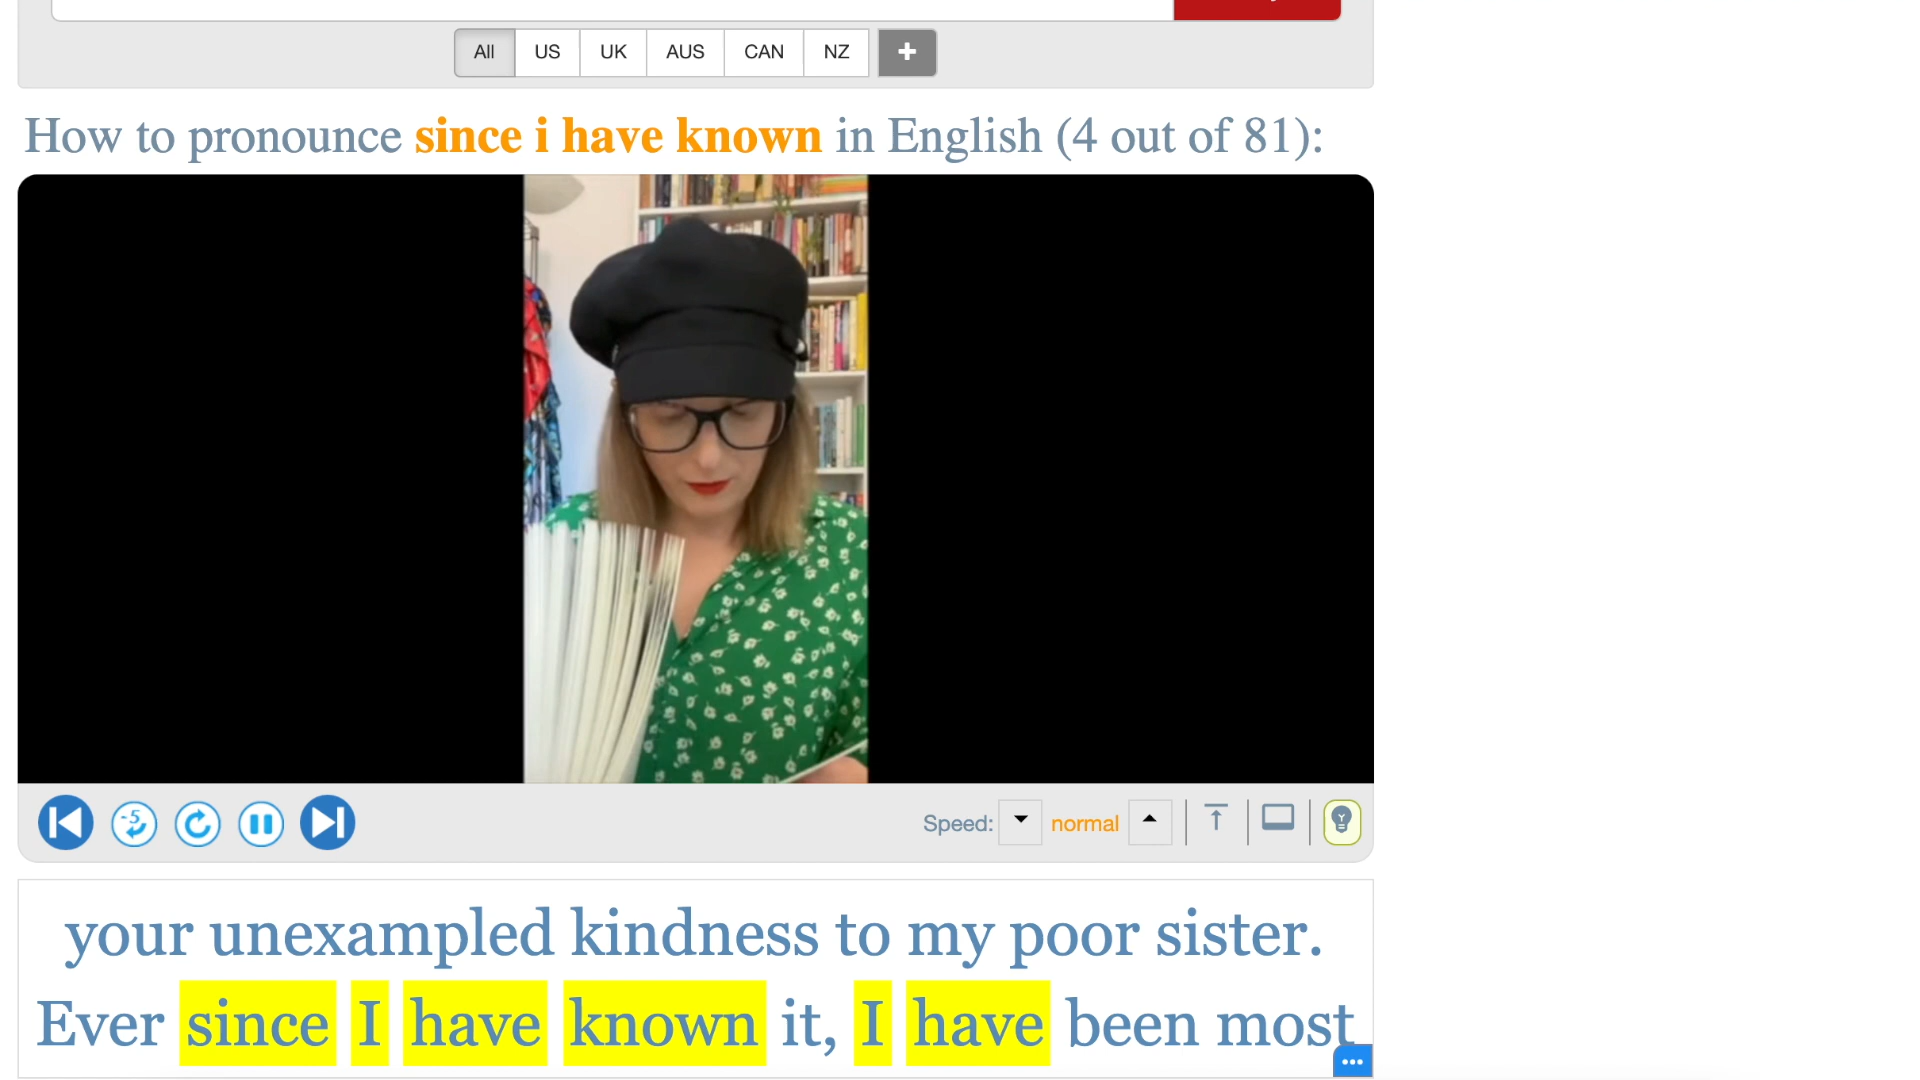 All US UK AUS CAN NZ +
How to pronounce since i have known in English (4 out of 81):
-5
Speed: normal
your unexampled kindness to my poor sister.
Ever since I have known it, I have been most